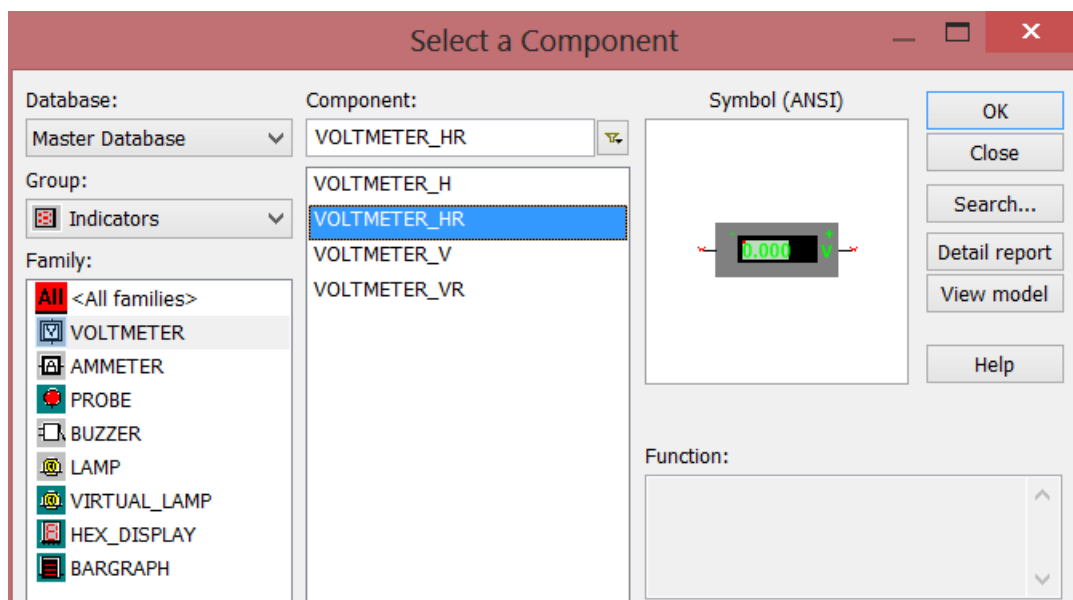 Select a Component
Database:
Master Database
Group:
Indicators
Family:
All <All families>
VOLTMETER
A AMMETER
PROBE
BUZZER
LAMP
VIRTUAL_LAMP
HEX_DISPLAY
BARGRAPH
Component:
VOLTMETER_HR
VOLTMETER_H
VOLTMETER_HR
VOLTMETER_V
VOLTMETER_VR
Symbol (ANSI)
- +
0.000 V
Function:
OK
Close
Search...
Detail report
View model
Help